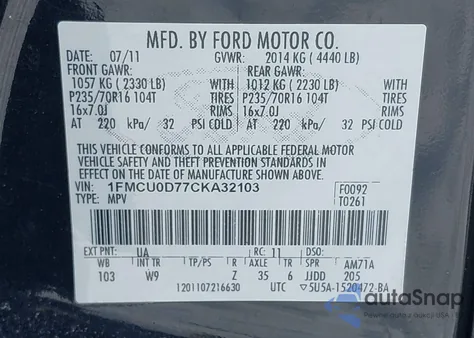 MFD. BY FORD MOTOR CO.
DATE: 07/11 GVWR: 2014 KG ( 4440 LB)
FRONT GAWR: REAR GAWR:
1057 KG ( 2330 LB) WITH 1012 KG ( 2230 LB) WITH
P235/70R16 104T TIRES P235/70R16 104T TIRES
16x7.0J RIMS 16x7.0J RIMS
AT 220 kPa/ 32 PSI COLD AT 220 kPa/ 32 PSI COLD
THIS VEHICLE CONFORMS TO ALL APPLICABLE FEDERAL MOTOR
VEHICLE SAFETY AND THEFT PREVENTION STANDARDS IN
EFFECT ON THE DATE OF MANUFACTURE SHOWN ABOVE.
VIN: 1FMCU0D77CKA32103 F0092
TYPE: MPV T0261
EXT PNT: UA RC: 11 DSO:
WB TP/PS R AXLE TR SPR AM71A
103 W9 Z 35 6 JJDD 205
1201107216630 UTC ▽5U5A-1520472-BA
autoSnap